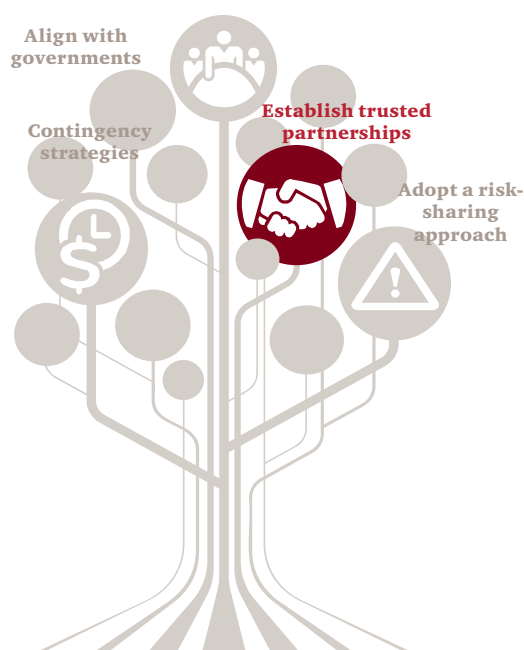 Align with
governments
Establish trusted
partnerships
Contingency
strategies
Adopt a risk-
sharing
approach